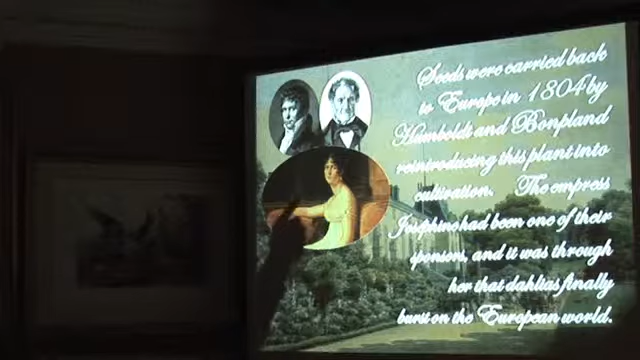 Seeds were carried back
to Europe in 1804 by
Humboldt and Bonpland
reintroducing this plant into
cultivation. The empress
Josephine had been one of their
sponsors, and it was through
her that dahlias finally
burst on the European world.